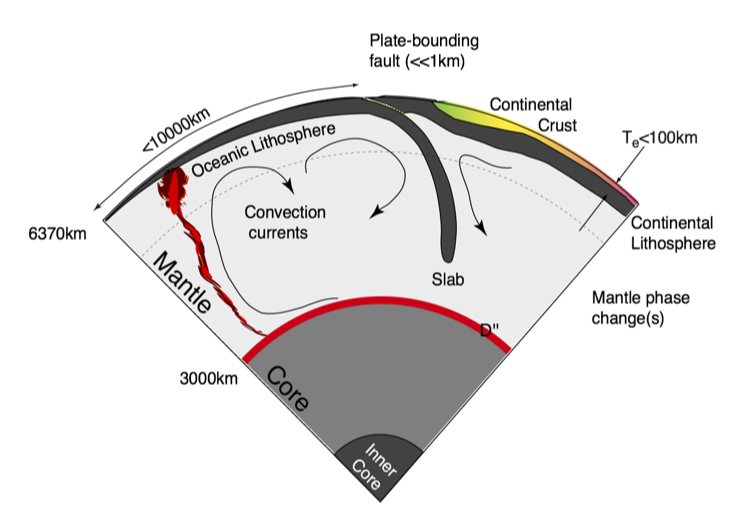 Plate-bounding
fault (<<1km)
<10000km
Oceanic Lithosphere
Continental
Crust
Te<100km
6370km
Convection
currents
Continental
Lithosphere
Slab
Mantle
Mantle phase
change(s)
D"
3000km
Core
Inner
Core